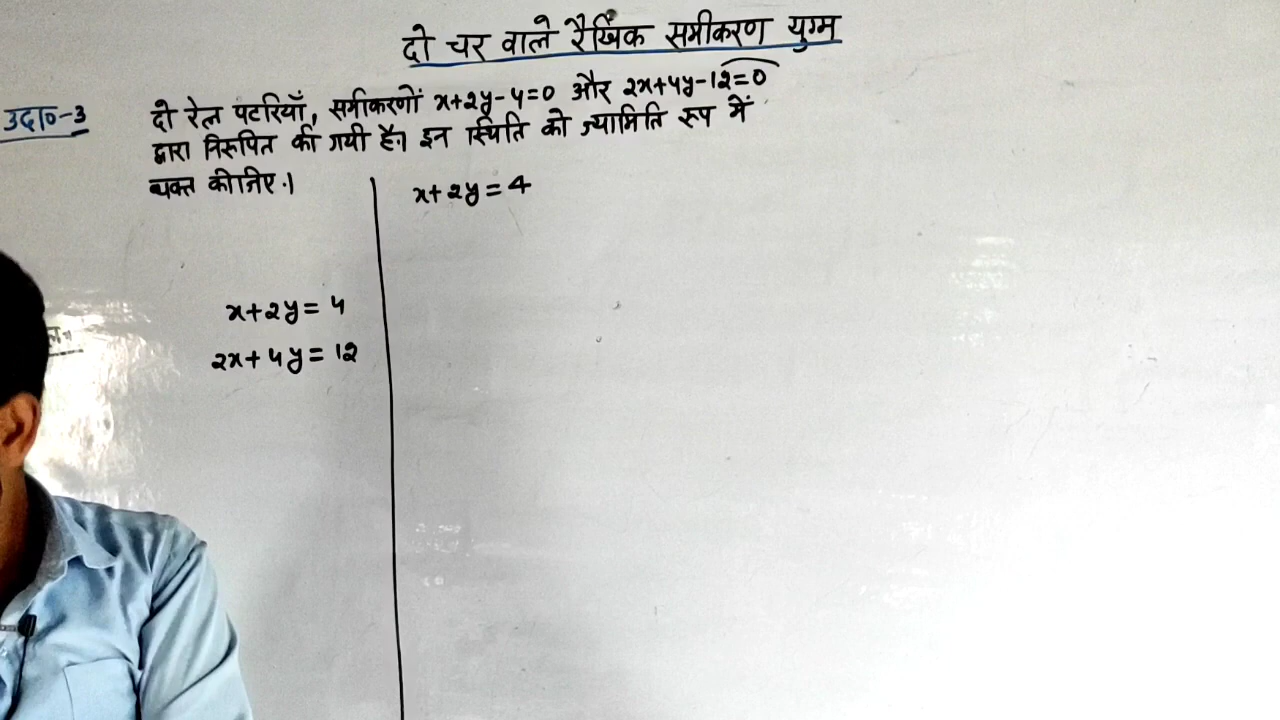 दो चर वाले रैखिक समीकरण युग्म
उदा०-3 दो रेल पटरियाँ, समीकरणों x+2y-4=0 और 2x+4y-12=0
द्वारा निरूपित की गयी है। इन स्थिति को ज्यामिति रूप में
व्यक्त कीजिए।
x+2y=4
x+2y=4
2x+4y=12